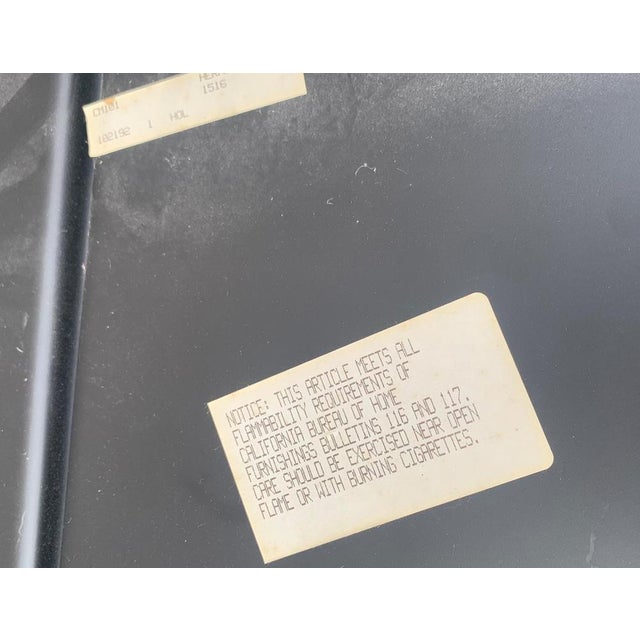 CM101
1516
102192 1 HOL
NOTICE: THIS ARTICLE MEETS ALL
FLAMMABILITY REQUIREMENTS OF
CALIFORNIA BUREAU OF HOME
FURNISHINGS BULLETINS 116 AND 117.
CARE SHOULD BE EXERCISED NEAR OPEN
FLAME OR WITH BURNING CIGARETTES.